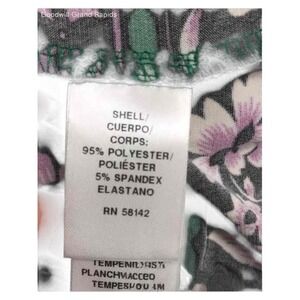 Goodwill Grand Rapids
SHELL/
CUERPO/
CORPS:
95% POLYESTER/
POLIÉSTER
5% SPANDEX
ELASTANO
RN 58142